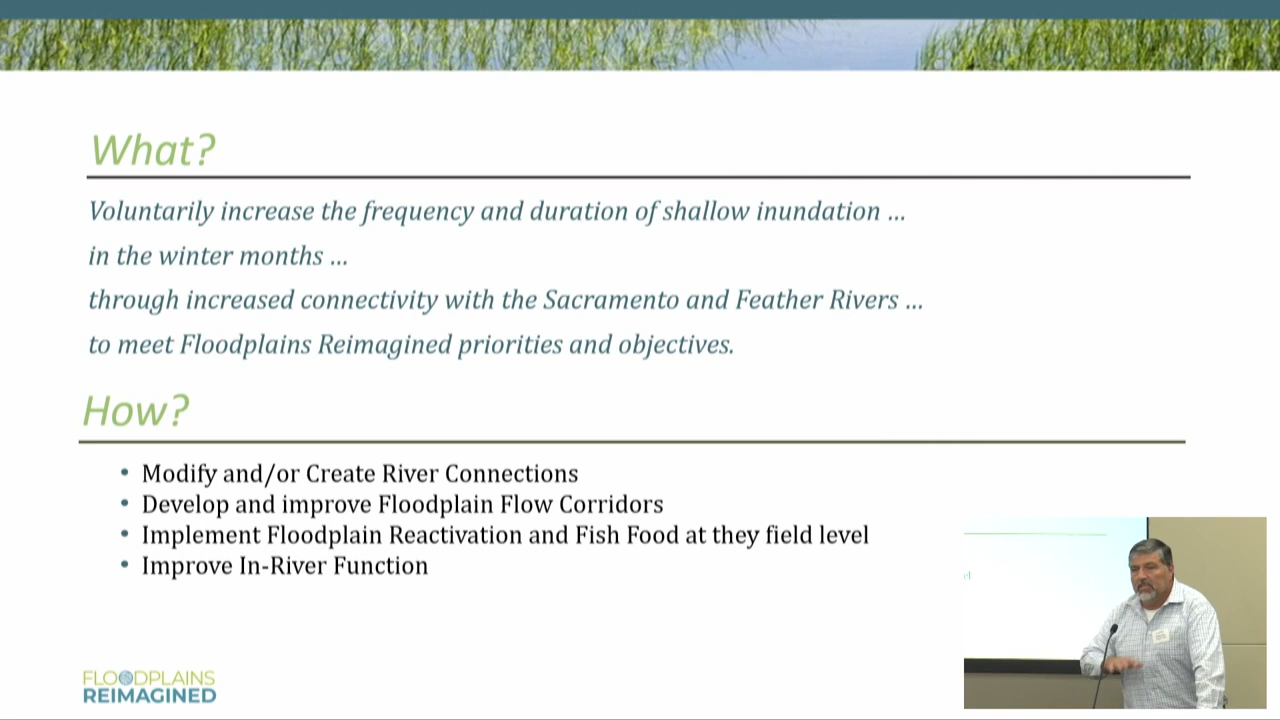 What?
Voluntarily increase the frequency and duration of shallow inundation ...
in the winter months ...
through increased connectivity with the Sacramento and Feather Rivers ...
to meet Floodplains Reimagined priorities and objectives.
How?
• Modify and/or Create River Connections
• Develop and improve Floodplain Flow Corridors
• Implement Floodplain Reactivation and Fish Food at they field level
• Improve In-River Function
FLOODPLAINS
REIMAGINED